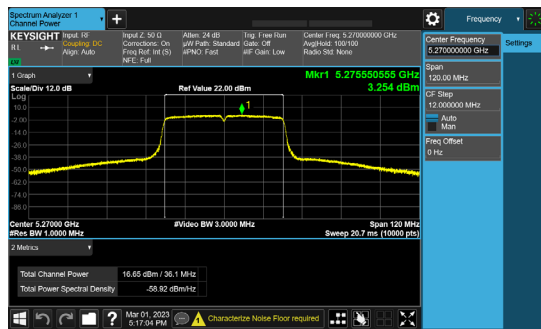 Spectrum Analyzer 1
Channel Power
+
Frequency
KEYSIGHT
Input: RF
Coupling: DC
Align: Auto
Input Z: 50 Ω
Corrections: On
Freq Ref: Int (S)
NFE: Full
Atten: 24 dB
µW Path: Standard
#PNO: Fast
Trig: Free Run
Gate: Off
#IF Gain: Low
Center Freq: 5.270000000 GHz
Avg|Hold: 100/100
Radio Std: None
Center Frequency
5.270000000 GHz
Settings
Span
120.00 MHz
CF Step
12.000000 MHz
Auto
Man
Freq Offset
0 Hz
1 Graph
Scale/Div 12.0 dB
Ref Value 22.00 dBm
Mkr1 5.275550555 GHz
3.254 dBm
Log
1
10.0
-2.00
-14.0
-26.0
-38.0
-50.0
-62.0
-74.0
-86.0
Center 5.27000 GHz
#Video BW 3.0000 MHz
Span 120 MHz
#Res BW 1.0000 MHz
Sweep 20.7 ms (10000 pts)
2 Metrics
Total Channel Power 16.65 dBm / 36.1 MHz
Total Power Spectral Density -58.92 dBm/Hz
?
Mar 01, 2023
5:17:04 PM
Characterize Noise Floor required